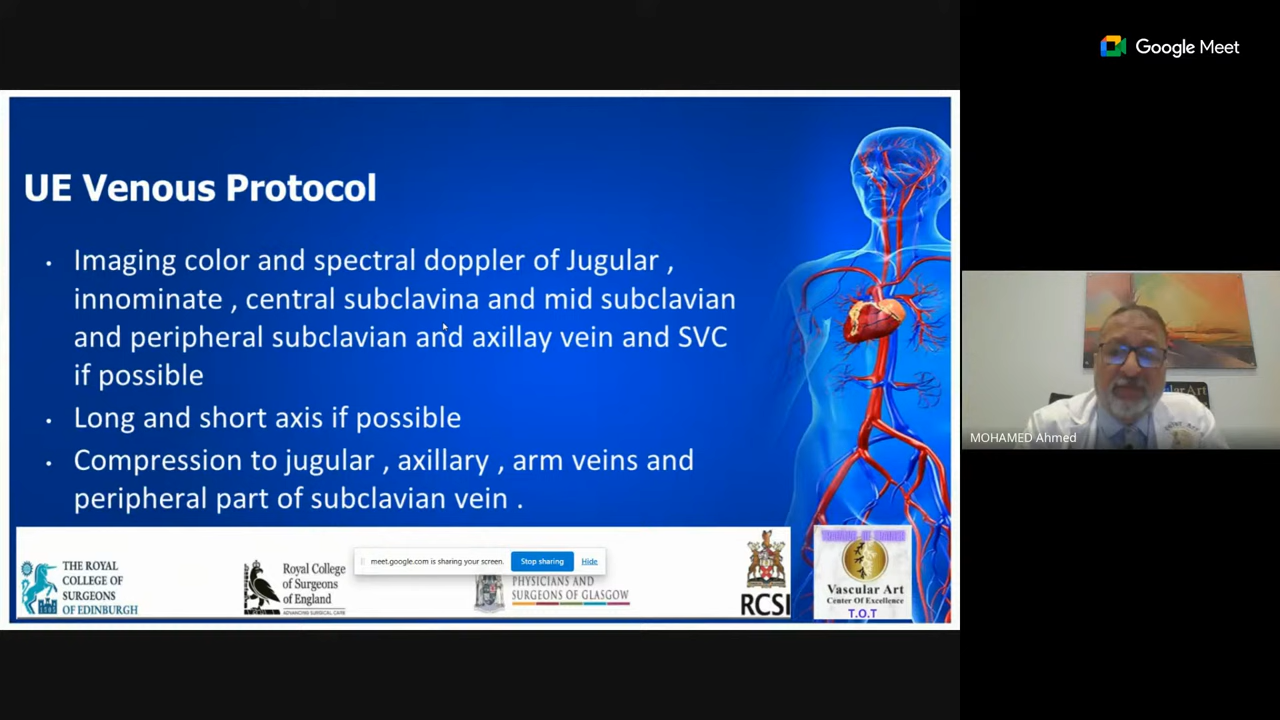 Google Meet
UE Venous Protocol
• Imaging color and spectral doppler of Jugular ,
innominate , central subclavina and mid subclavian
and peripheral subclavian and axillay vein and SVC
if possible
• Long and short axis if possible
• Compression to jugular , axillary , arm veins and
peripheral part of subclavian vein .
THE ROYAL
COLLEGE OF
SURGEONS
OF EDINBURGH
Royal College
of Surgeons
of England
ADVANCING SURGICAL CARE
meet.google.com is sharing your screen.
Stop sharing
Hide
PHYSICIANS AND
SURGEONS OF GLASGOW
RCSI
Vascular Art
Center Of Excellence
T.O.T
MOHAMED Ahmed